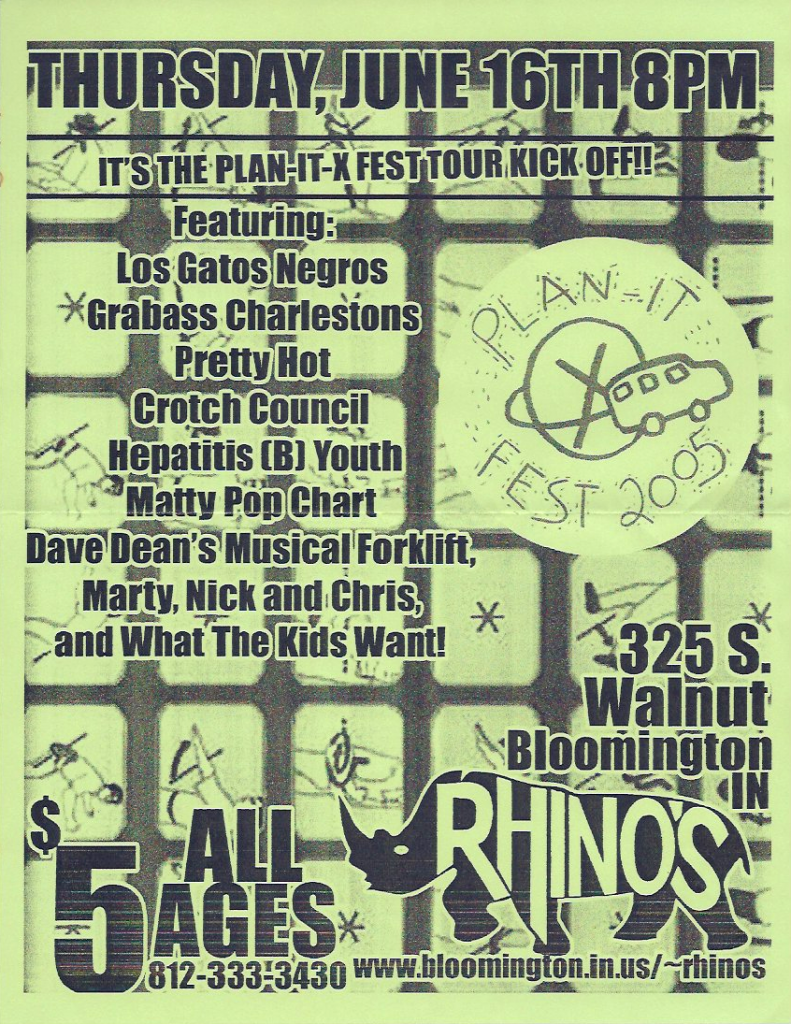 THURSDAY, JUNE 16TH 8PM
IT'S THE PLAN-IT-X FEST TOUR KICK OFF!!
Featuring:
Los Gatos Negros
*Grabass Charlestons
Pretty Hot
Crotch Council
Hepatitis (B) Youth
Matty Pop Chart
Dave Dean's Musical Forklift,
Marty, Nick and Chris,
and What The Kids Want!
PLAN-IT
X
FEST 2005
325 S.
Walnut
Bloomington
IN
RHINO'S
$5
ALL
AGES
812-333-3430
www.bloomington.in.us/~rhinos